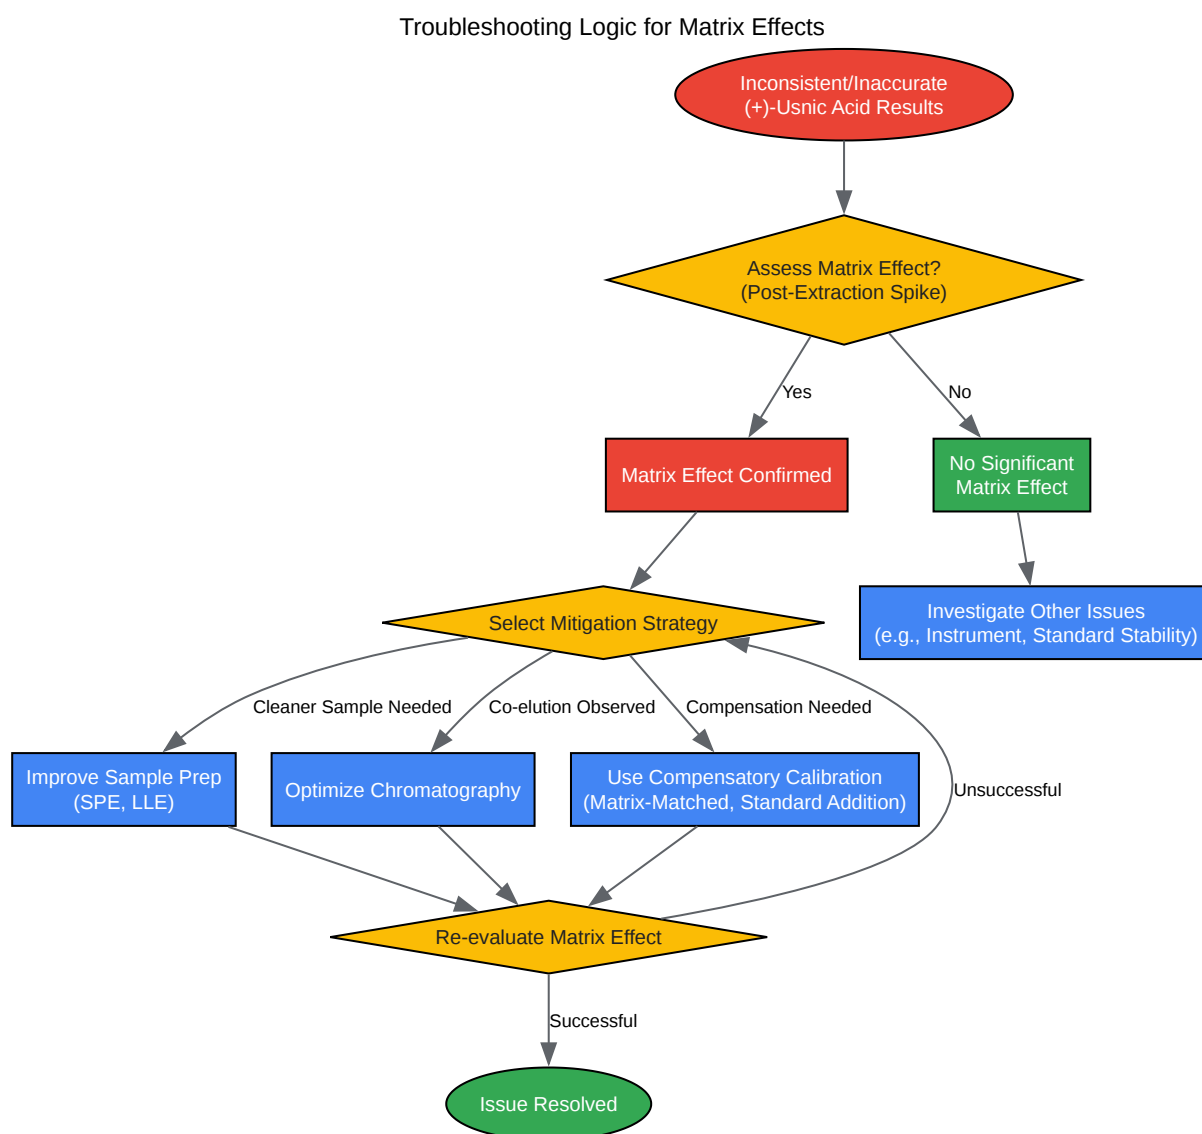 Troubleshooting Logic for Matrix Effects
Inconsistent/Inaccurate
(+)-Usnic Acid Results
Assess Matrix Effect?
(Post-Extraction Spike)
Yes
No
Matrix Effect Confirmed
No Significant
Matrix Effect
Select Mitigation Strategy
Investigate Other Issues
(e.g., Instrument, Standard Stability)
Cleaner Sample Needed
Co-elution Observed
Compensation Needed
Improve Sample Prep
(SPE, LLE)
Optimize Chromatography
Use Compensatory Calibration
(Matrix-Matched, Standard Addition)
Unsuccessful
Re-evaluate Matrix Effect
Successful
Issue Resolved